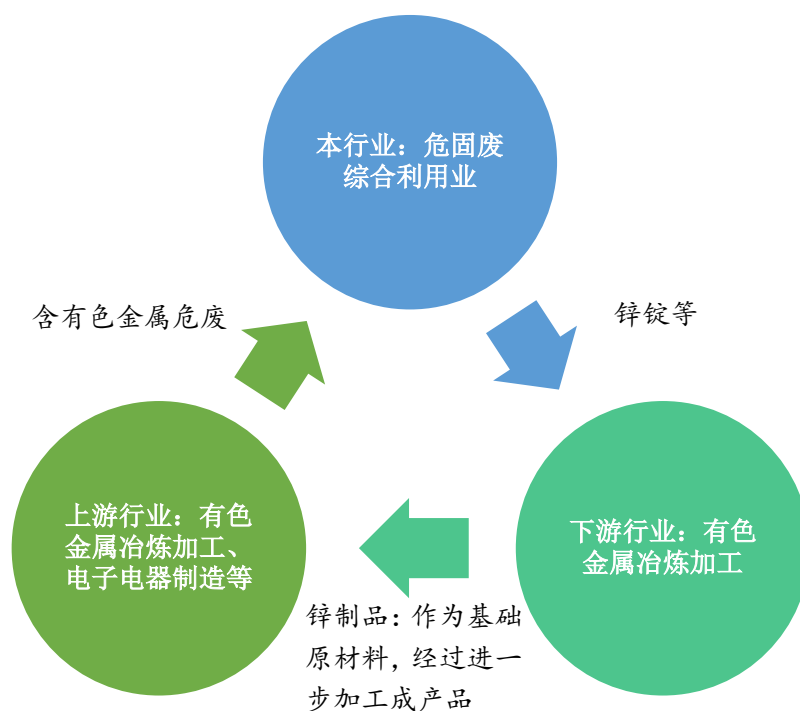 本行业：危固废
综合利用业
含有色金属危废
锌锭等
上游行业：有色
金属冶炼加工、
电子电器制造等
下游行业：有色
金属冶炼加工
锌制品：作为基础
原材料，经过进一
步加工成产品